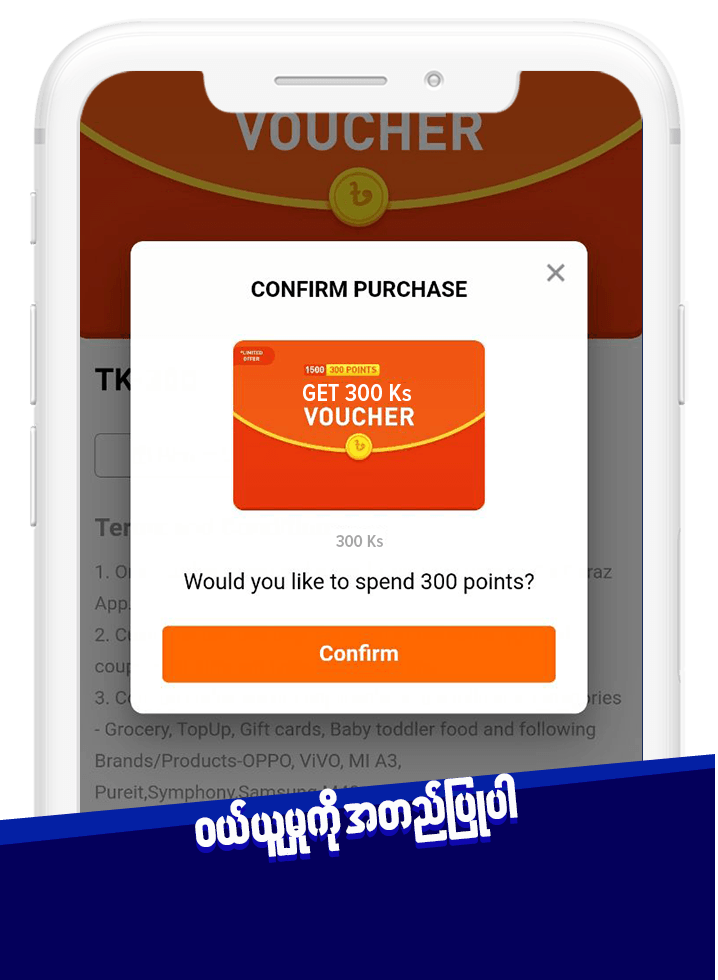 VOUCHER
৳
CONFIRM PURCHASE
*LIMITED
OFFER
1500 300 POINTS
GET 300 Ks
VOUCHER
৳
300 Ks
Would you like to spend 300 points?
Confirm
TK
Ter
1. O raz
App.
2. Cu
coup
3. Co ories
- Grocery, TopUp, Gift cards, Baby toddler food and following
Brands/Products-OPPO, ViVO, MI A3,
Pureit,Symphony,Samsung
ဝယ်ယူမှုကိုအတည်ပြုပါ